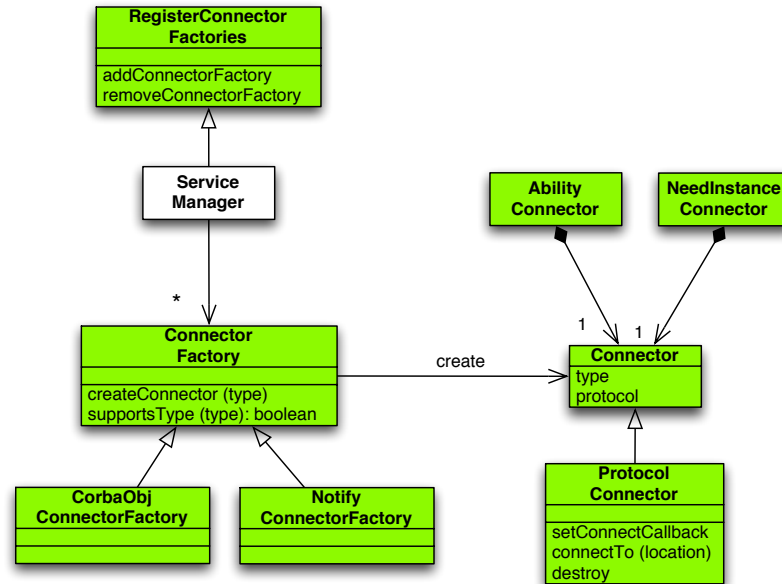 RegisterConnector
Factories
addConnectorFactory
removeConnectorFactory
Service
Manager
Ability
Connector
NeedInstance
Connector
*
1
1
Connector
Factory
createConnector (type)
supportsType (type): boolean
create
Connector
type
protocol
CorbaObj
ConnectorFactory
Notify
ConnectorFactory
Protocol
Connector
setConnectCallback
connectTo (location)
destroy